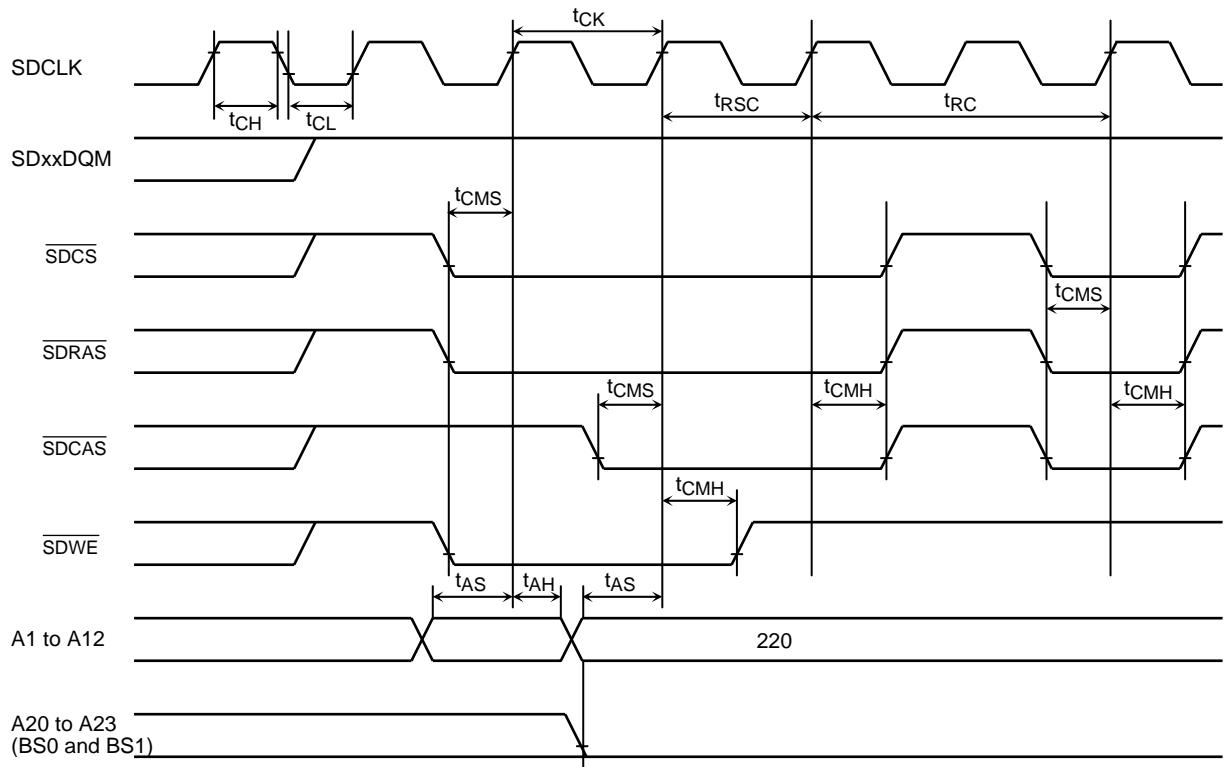 tCK
SDCLK
tCH
tCL
tRSC
tRC
SDxxDQM
tCMS
SDCS
tCMS
SDRAS
tCMS
tCMH
tCMH
SDCAS
tCMH
SDWE
tAS
tAH
tAS
A1 to A12
220
A20 to A23
(BS0 and BS1)